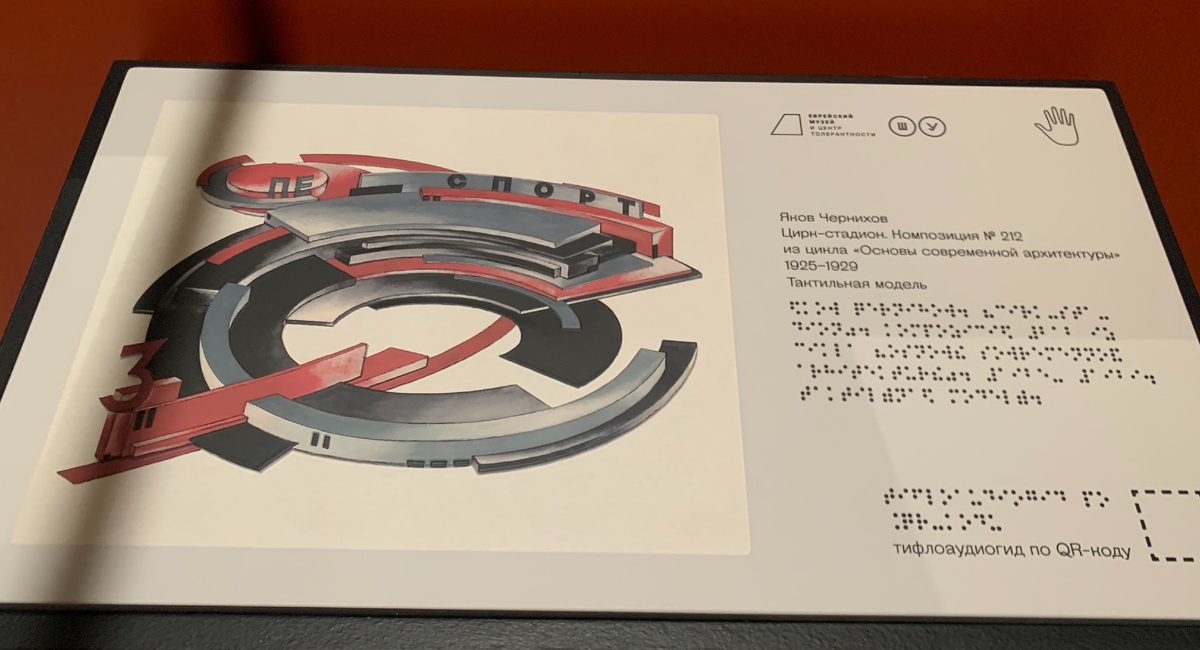 ПЕ
СПОРТ
З
ЕВРЕЙСКИЙ
МУЗЕЙ
И ЦЕНТР
ТОЛЕРАНТНОСТИ
Ш У
Яков Чернихов
Цирк-стадион. Композиция № 212
из цикла «Основы современной архитектуры»
1925–1929
Тактильная модель
тифлоаудиогид по QR-коду